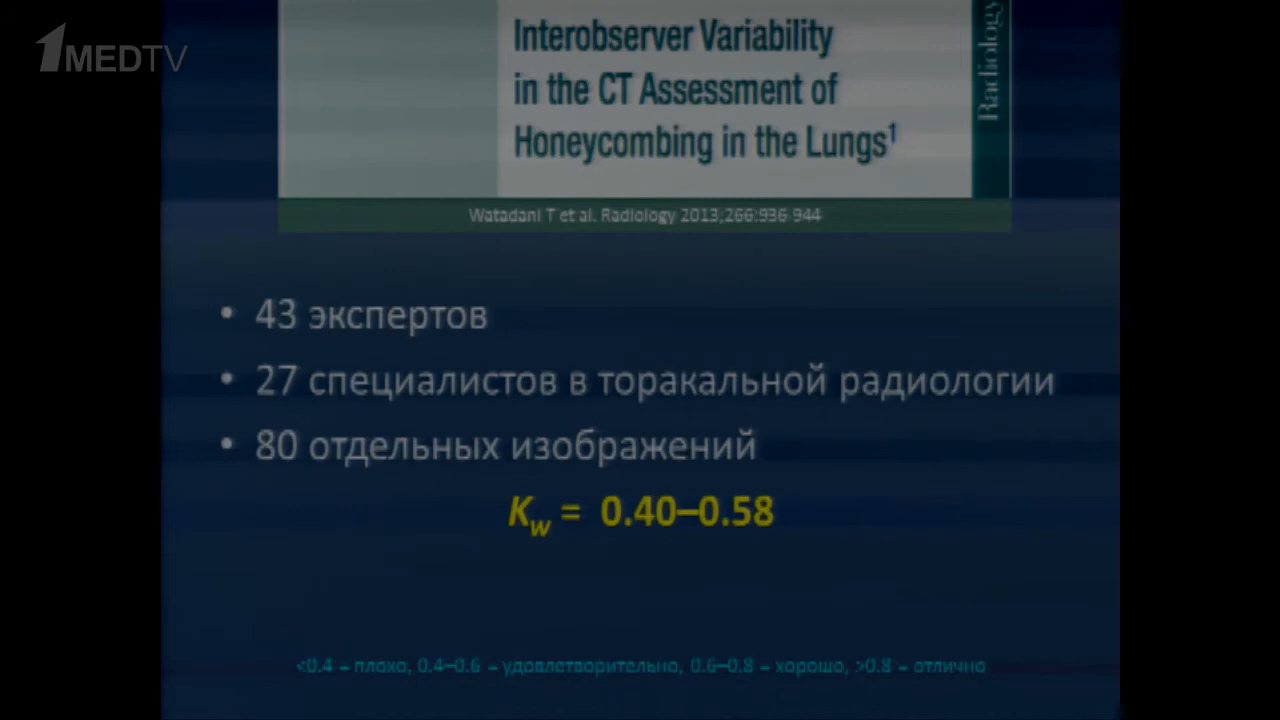 1MEDTV
Interobserver Variability
in the CT Assessment of
Honeycombing in the Lungs¹
Radiology
Watadani T et al. Radiology 2013;266:936-944
• 43 экспертов
• 27 специалистов в торакальной радиологии
• 80 отдельных изображений
Kw = 0.40–0.58
<0.4 – плохо, 0.4–0.6 – удовлетворительно, 0.6–0.8 – хорошо, >0.8 – отлично